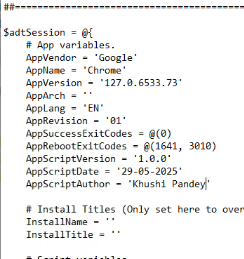 ##==========================================
$adtSession = @{
# App variables.
AppVendor = 'Google'
AppName = 'Chrome'
AppVersion = '127.0.6533.73'
AppArch = ''
AppLang = 'EN'
AppRevision = '01'
AppSuccessExitCodes = @(0)
AppRebootExitCodes = @(1641, 3010)
AppScriptVersion = '1.0.0'
AppScriptDate = '29-05-2025'
AppScriptAuthor = 'Khushi Pandey'
# Install Titles (Only set here to over
InstallName = ''
InstallTitle = ''